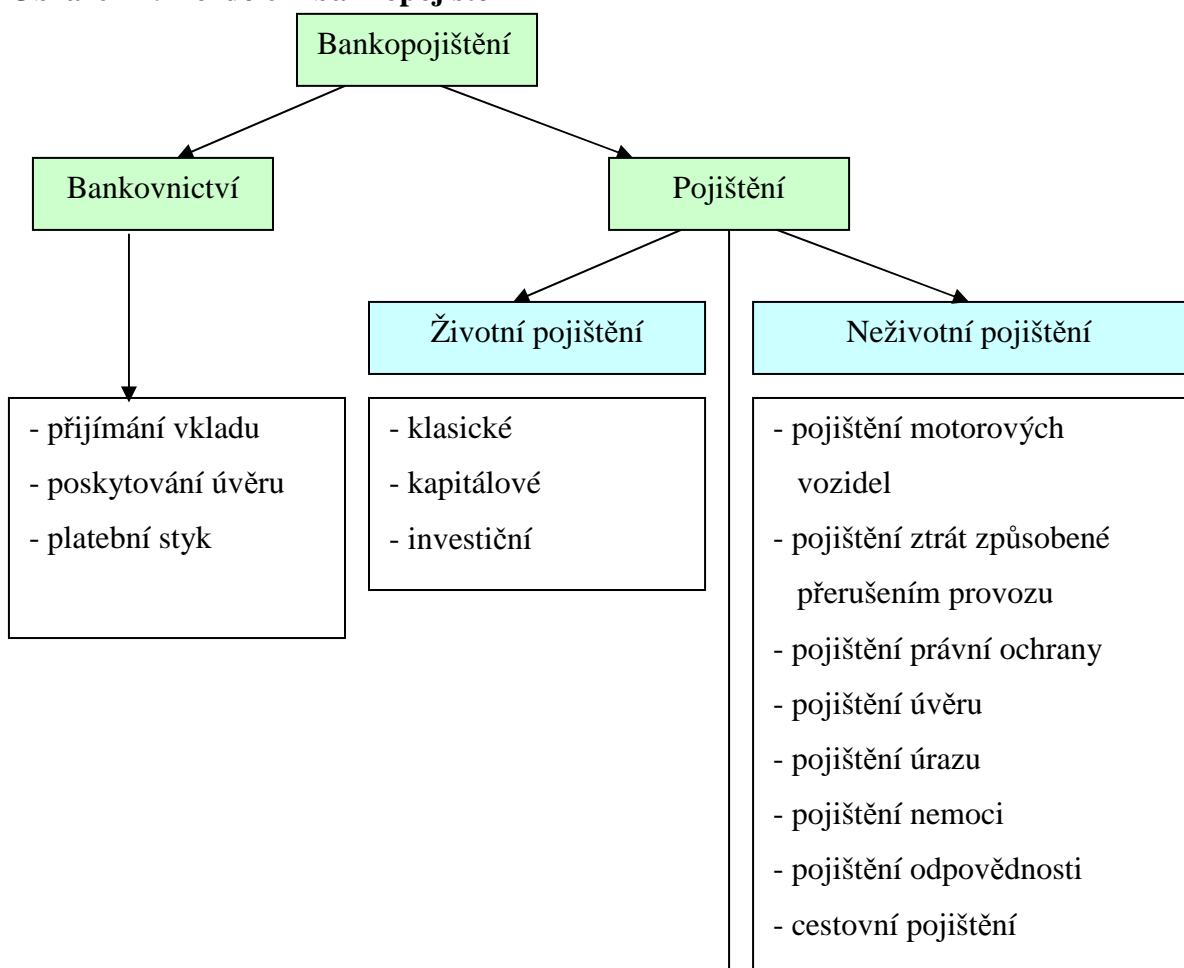 Bankopojištění
Bankovnictví
Pojištění
Životní pojištění
Neživotní pojištění
- přijímání vkladu
- poskytování úvěru
- platební styk
- klasické
- kapitálové
- investiční
- pojištění motorových
vozidel
- pojištění ztrát způsobené
přerušením provozu
- pojištění právní ochrany
- pojištění úvěru
- pojištění úrazu
- pojištění nemoci
- pojištění odpovědnosti
- cestovní pojištění